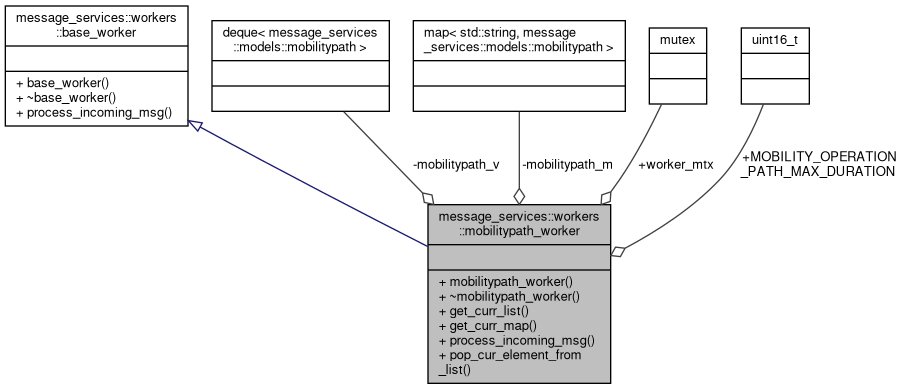 message_services::workers
::base_worker
+ base_worker()
+ ~base_worker()
+ process_incoming_msg()
deque< message_services
::models::mobilitypath >
map< std::string, message
_services::models::mobilitypath >
mutex
uint16_t
-mobilitypath_v
-mobilitypath_m
+worker_mtx
+MOBILITY_OPERATION
_PATH_MAX_DURATION
message_services::workers
::mobilitypath_worker
+ mobilitypath_worker()
+ ~mobilitypath_worker()
+ get_curr_list()
+ get_curr_map()
+ process_incoming_msg()
+ pop_cur_element_from
_list()